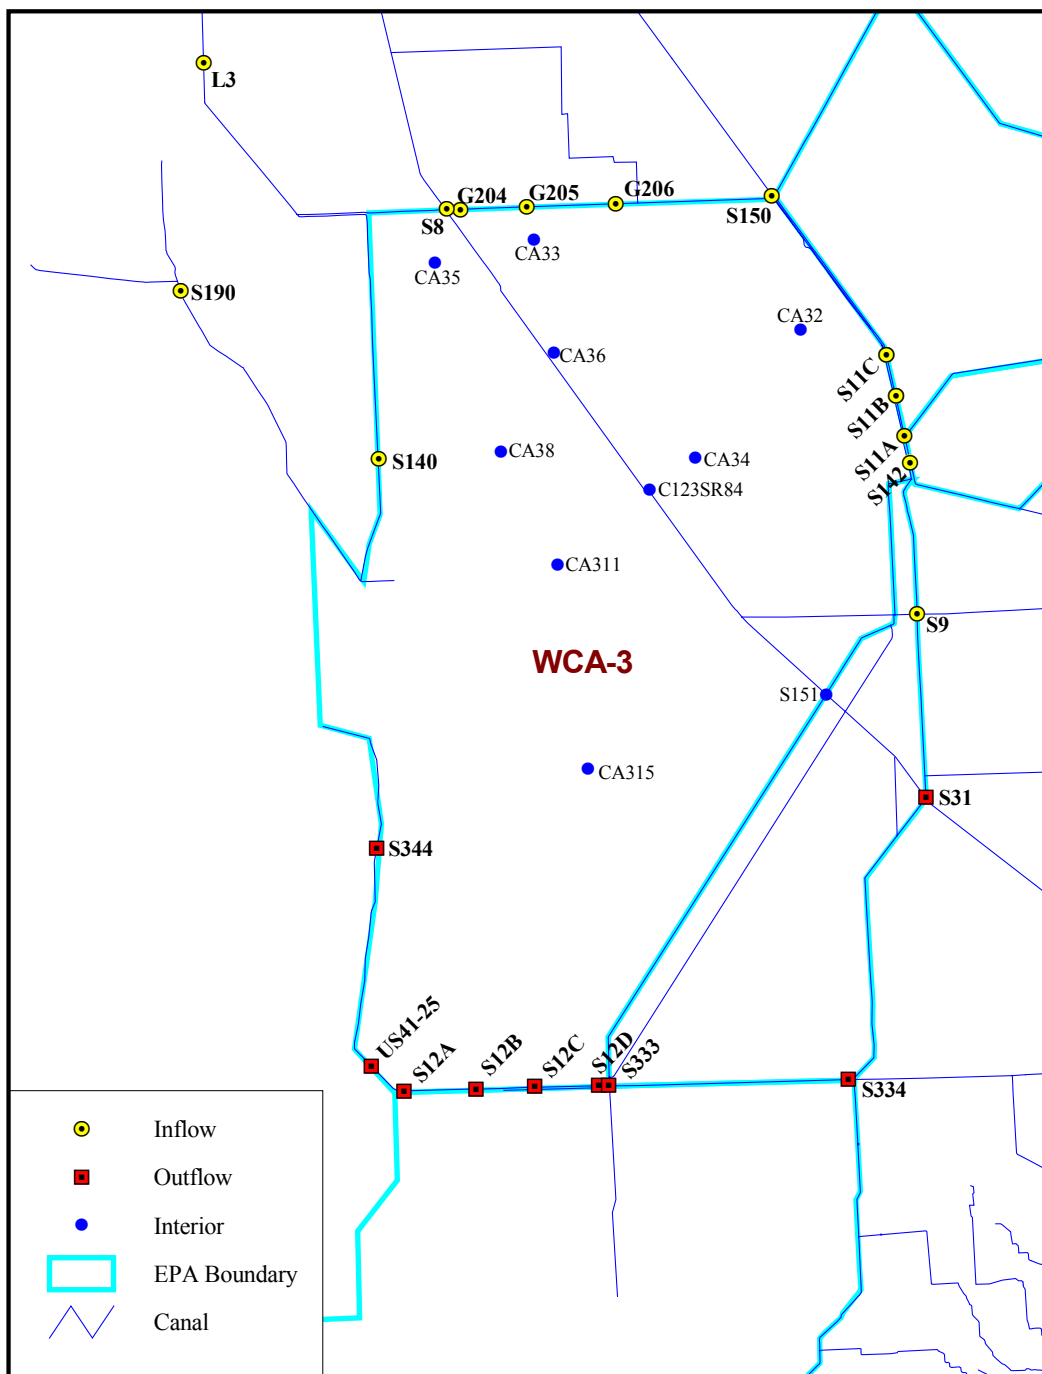 L3
G204
G205
G206
S8
S150
CA33
CA35
S190
CA32
CA36
S11C
S11B
S11A
S142
S140
CA38
CA34
C123SR84
CA311
S9
WCA-3
S151
CA315
S31
S344
US41-25
S12A
S12B
S12C
S12D
S333
S334
Inflow
Outflow
Interior
EPA Boundary
Canal